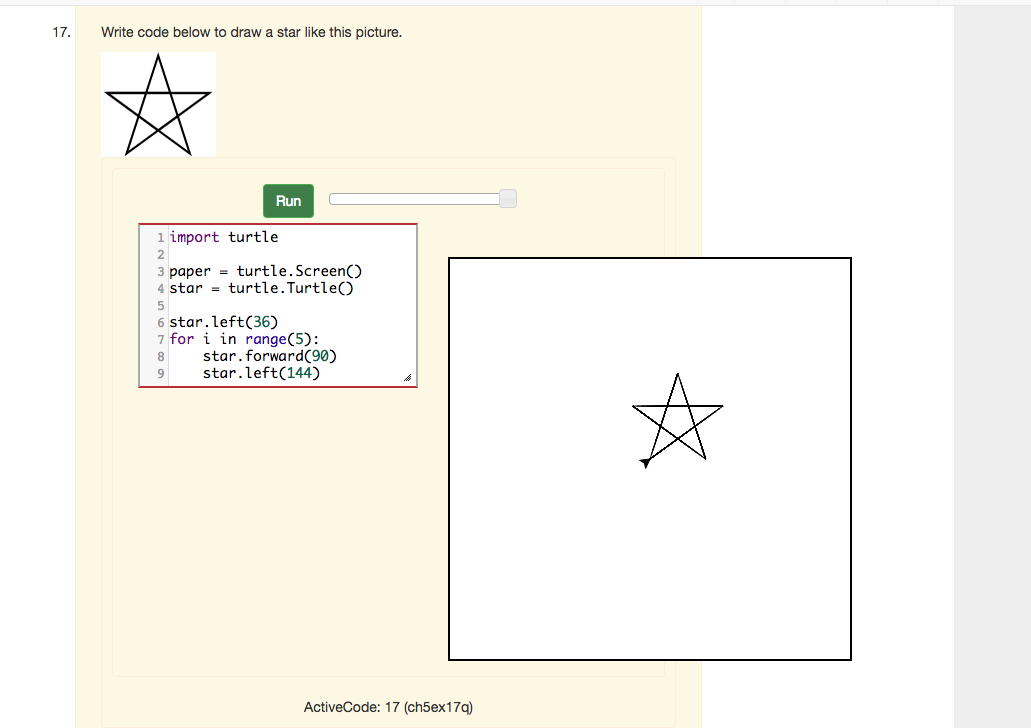 17. Write code below to draw a star like this picture.
Run
1 import turtle
2
3 paper = turtle.Screen()
4 star = turtle.Turtle()
5
6 star.left(36)
7 for i in range(5):
8     star.forward(90)
9     star.left(144)
ActiveCode: 17 (ch5ex17q)